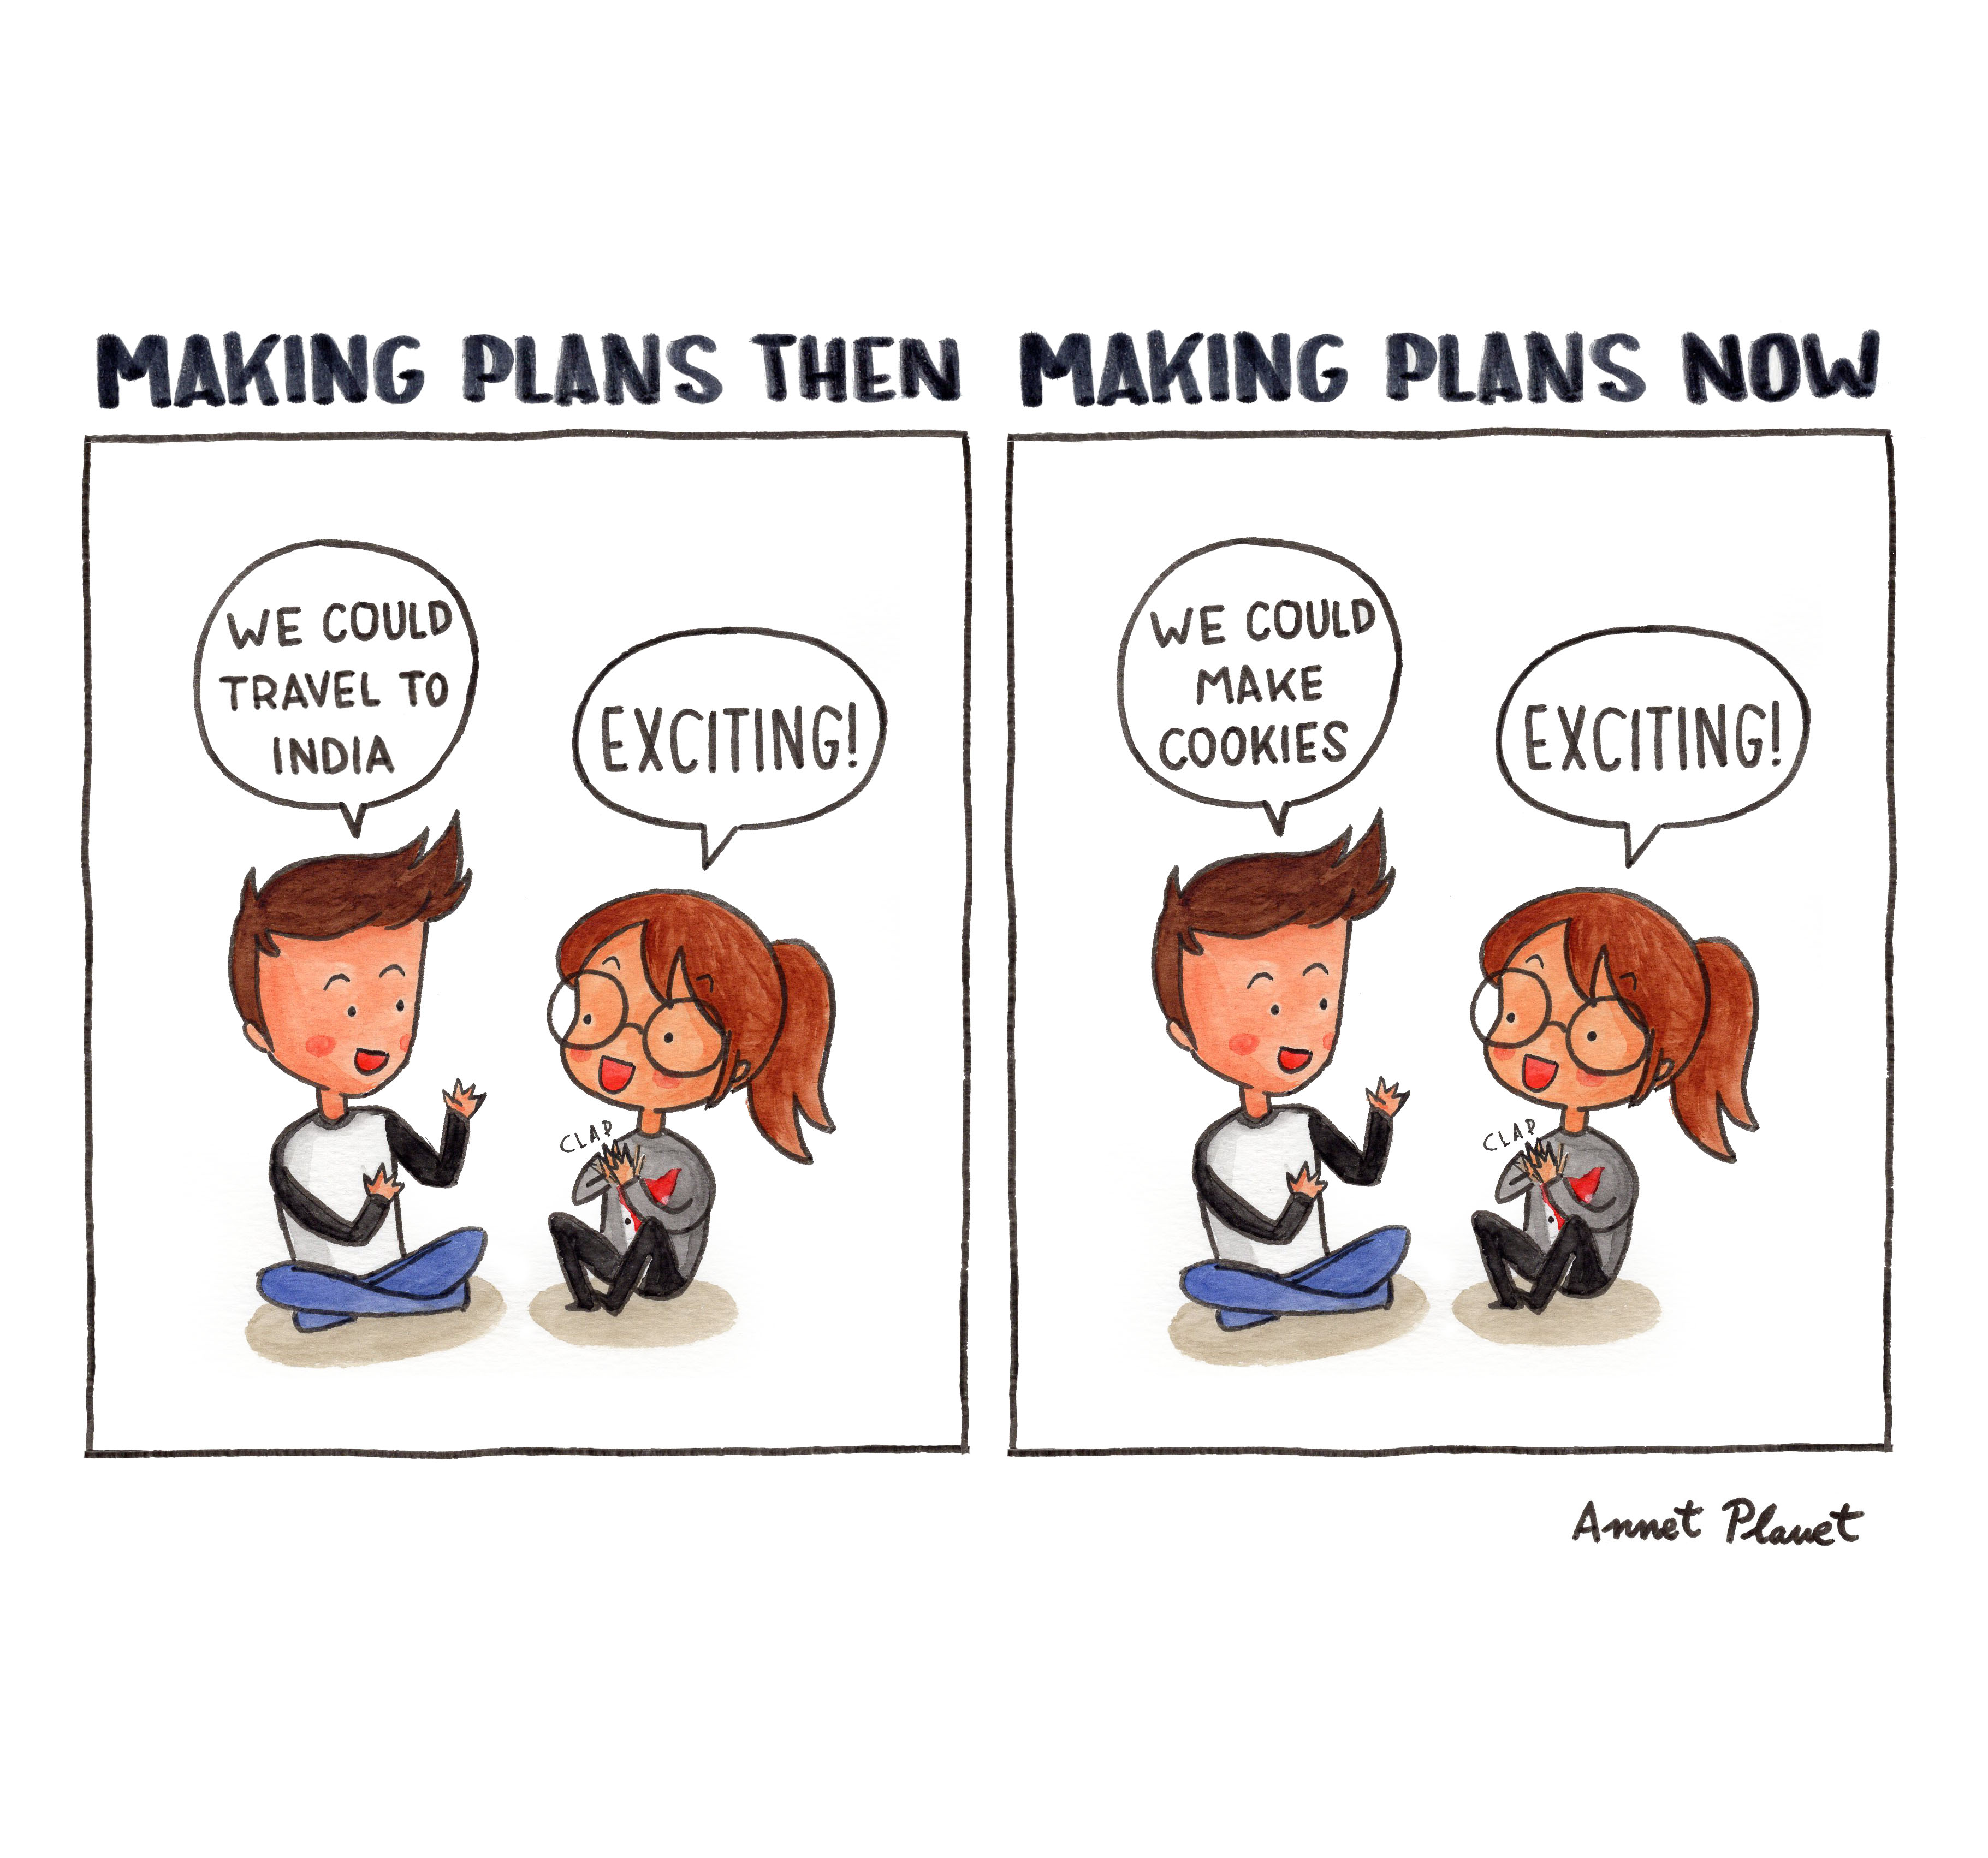 MAKING PLANS THEN
WE COULD
TRAVEL TO
INDIA
EXCITING!
CLAP
MAKING PLANS NOW
WE COULD
MAKE
COOKIES
EXCITING!
CLAP
Annet Planet